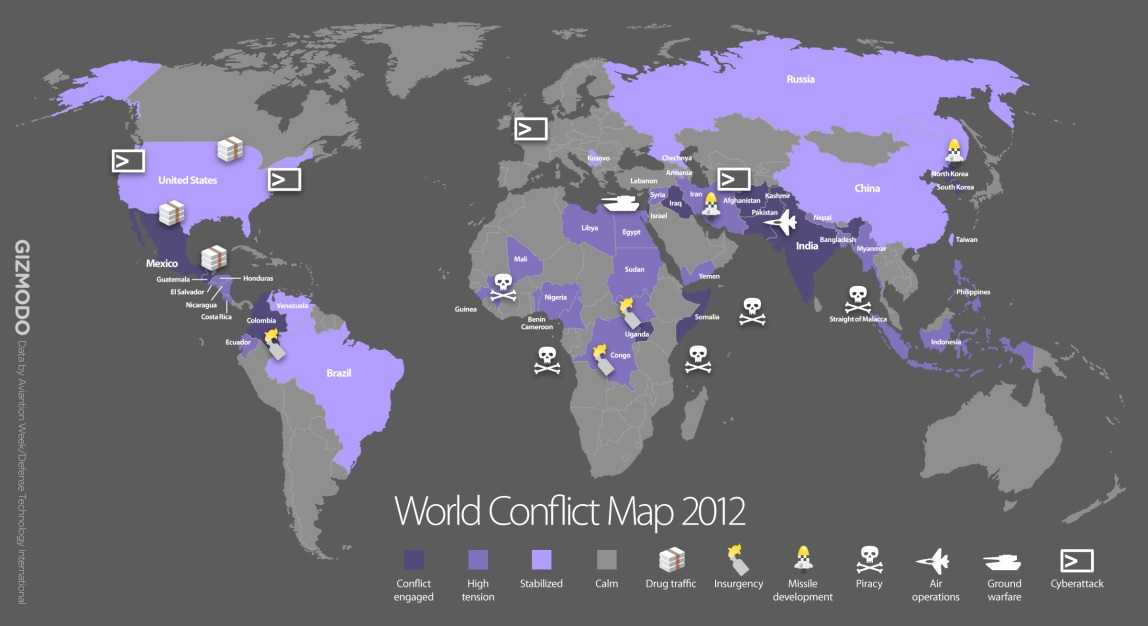 Russia
Kosovo
Chechnya
Armenia
Lebanon
Syria
Iraq
Iran
Afghanistan
Kashmir
Pakistan
Israel
North Korea
South Korea
China
United States
Nepal
India
Bangladesh
Myanmar
Taiwan
Libya
Egypt
Mexico
Guatemala
Honduras
El Salvador
Nicaragua
Costa Rica
Mali
Sudan
Yemen
Venezuela
Colombia
Ecuador
Brazil
Guinea
Nigeria
Benin
Cameron
Somalia
Uganda
Congo
Philippines
Straight of Malacca
Indonesia
GIZMODO Data by Aviantion Week/Defense Technology International
World Conflict Map 2012
Conflict
engaged
High
tension
Stabilized
Calm
Drug traffic
Insurgency
Missile
development
Piracy
Air
operations
Ground
warfare
Cyberattack